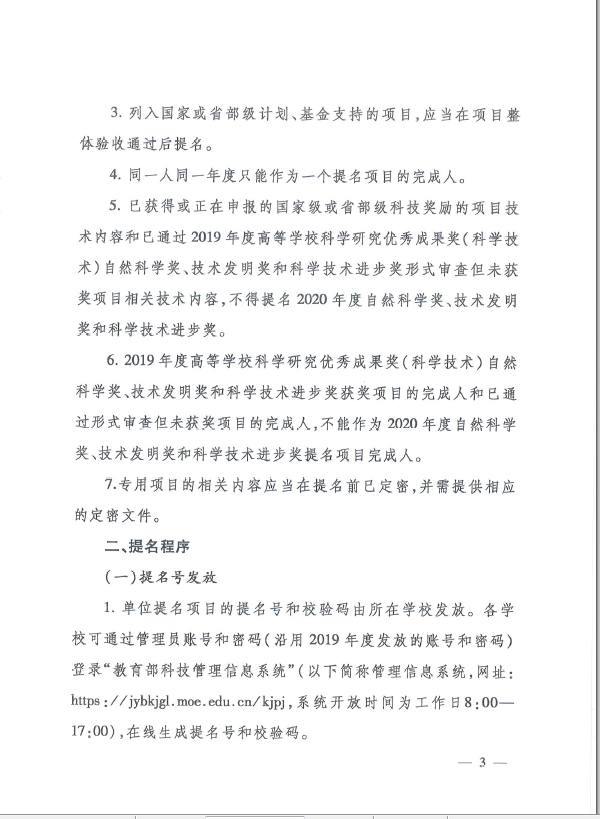 3. 列入国家或省部级计划、基金支持的项目,应当在项目整
体验收通过后提名。
4. 同一人同一年度只能作为一个提名项目的完成人。
5. 已获得或正在申报的国家级或省部级科技奖励的项目技
术内容和已通过 2019 年度高等学校科学研究优秀成果奖(科学技
术)自然科学奖、技术发明奖和科学技术进步奖形式审查但未获
奖项目相关技术内容,不得提名 2020 年度自然科学奖、技术发明
奖和科学技术进步奖。
6. 2019 年度高等学校科学研究优秀成果奖(科学技术)自然
科学奖、技术发明奖和科学技术进步奖获奖项目的完成人和已通
过形式审查但未获奖项目的完成人,不能作为 2020 年度自然科学
奖、技术发明奖和科学技术进步奖提名项目完成人。
7.专用项目的相关内容应当在提名前已定密,并需提供相应
的定密文件。
二、提名程序
(一)提名号发放
1. 单位提名项目的提名号和校验码由所在学校发放。各学
校可通过管理员账号和密码(沿用 2019 年度发放的账号和密码)
登录“教育部科技管理信息系统”(以下简称管理信息系统,网址:
https://jybkjgl.moe.edu.cn/kjpj,系统开放时间为工作日8:00—
17:00),在线生成提名号和校验码。
— 3 —